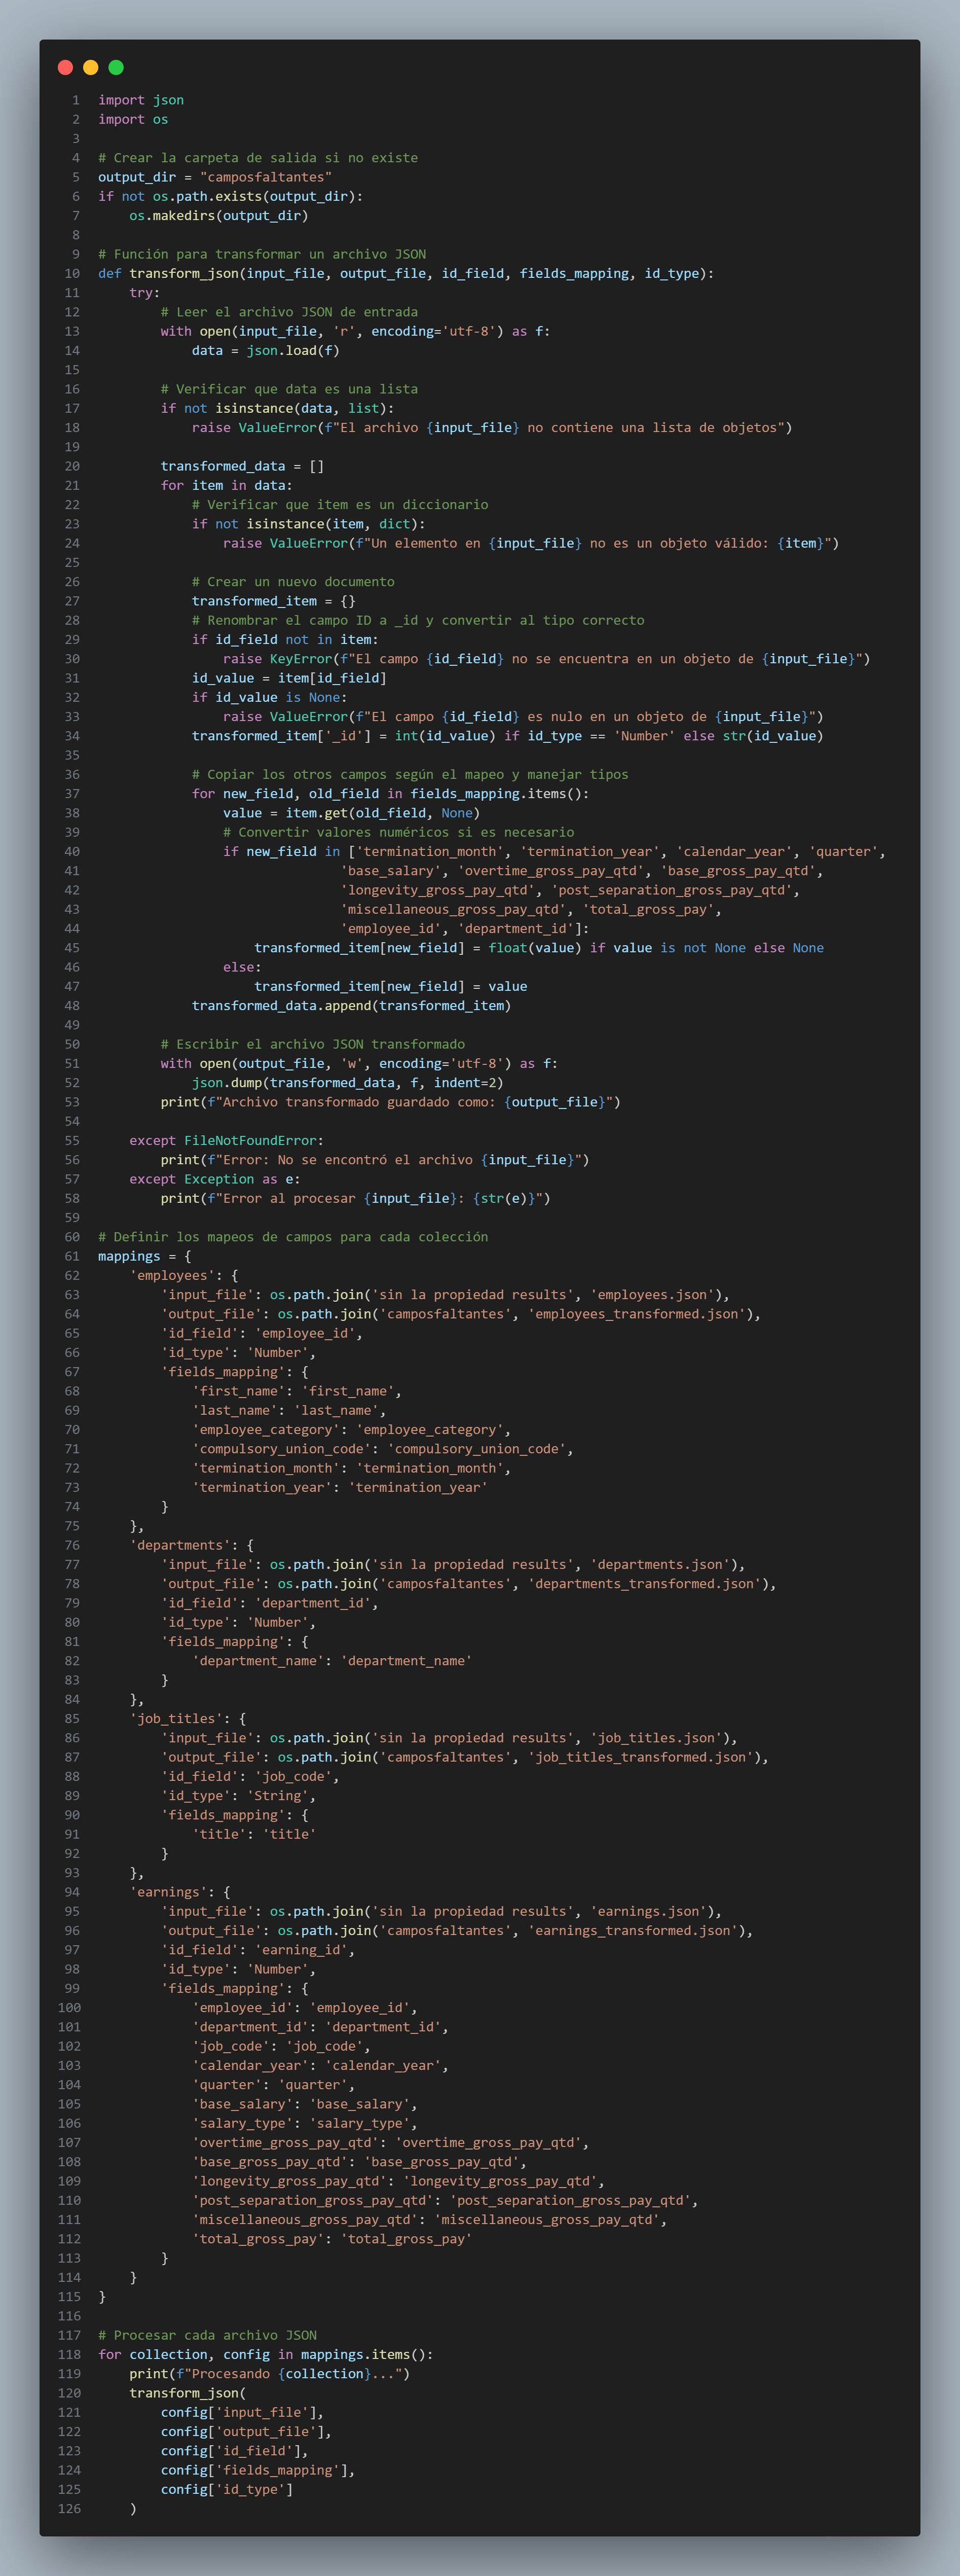 1 import json
2 import os
3
4 # Crear la carpeta de salida si no existe
5 output_dir = "camposfaltantes"
6 if not os.path.exists(output_dir):
7     os.makedirs(output_dir)
8
9 # Función para transformar un archivo JSON
10 def transform_json(input_file, output_file, id_field, fields_mapping, id_type):
11     try:
12         # Leer el archivo JSON de entrada
13         with open(input_file, 'r', encoding='utf-8') as f:
14             data = json.load(f)
15
16         # Verificar que data es una lista
17         if not isinstance(data, list):
18             raise ValueError(f"El archivo {input_file} no contiene una lista de objetos")
19
20         transformed_data = []
21         for item in data:
22             # Verificar que item es un diccionario
23             if not isinstance(item, dict):
24                 raise ValueError(f"Un elemento en {input_file} no es un objeto válido: {item}")
25
26             # Crear un nuevo documento
27             transformed_item = {}
28             # Renombrar el campo ID a _id y convertir al tipo correcto
29             if id_field not in item:
30                 raise KeyError(f"El campo {id_field} no se encuentra en un objeto de {input_file}")
31             id_value = item[id_field]
32             if id_value is None:
33                 raise ValueError(f"El campo {id_field} es nulo en un objeto de {input_file}")
34             transformed_item['_id'] = int(id_value) if id_type == 'Number' else str(id_value)
35
36             # Copiar los otros campos según el mapeo y manejar tipos
37             for new_field, old_field in fields_mapping.items():
38                 value = item.get(old_field, None)
39                 # Convertir valores numéricos si es necesario
40                 if new_field in ['termination_month', 'termination_year', 'calendar_year', 'quarter',
41                                'base_salary', 'overtime_gross_pay_qtd', 'base_gross_pay_qtd',
42                                'longevity_gross_pay_qtd', 'post_separation_gross_pay_qtd',
43                                'miscellaneous_gross_pay_qtd', 'total_gross_pay',
44                                'employee_id', 'department_id']:
45                     transformed_item[new_field] = float(value) if value is not None else None
46                 else:
47                     transformed_item[new_field] = value
48             transformed_data.append(transformed_item)
49
50         # Escribir el archivo JSON transformado
51         with open(output_file, 'w', encoding='utf-8') as f:
52             json.dump(transformed_data, f, indent=2)
53         print(f"Archivo transformado guardado como: {output_file}")
54
55     except FileNotFoundError:
56         print(f"Error: No se encontró el archivo {input_file}")
57     except Exception as e:
58         print(f"Error al procesar {input_file}: {str(e)}")
59
60 # Definir los mapeos de campos para cada colección
61 mappings = {
62     'employees': {
63         'input_file': os.path.join('sin la propiedad results', 'employees.json'),
64         'output_file': os.path.join('camposfaltantes', 'employees_transformed.json'),
65         'id_field': 'employee_id',
66         'id_type': 'Number',
67         'fields_mapping': {
68             'first_name': 'first_name',
69             'last_name': 'last_name',
70             'employee_category': 'employee_category',
71             'compulsory_union_code': 'compulsory_union_code',
72             'termination_month': 'termination_month',
73             'termination_year': 'termination_year'
74         }
75     },
76     'departments': {
77         'input_file': os.path.join('sin la propiedad results', 'departments.json'),
78         'output_file': os.path.join('camposfaltantes', 'departments_transformed.json'),
79         'id_field': 'department_id',
80         'id_type': 'Number',
81         'fields_mapping': {
82             'department_name': 'department_name'
83         }
84     },
85     'job_titles': {
86         'input_file': os.path.join('sin la propiedad results', 'job_titles.json'),
87         'output_file': os.path.join('camposfaltantes', 'job_titles_transformed.json'),
88         'id_field': 'job_code',
89         'id_type': 'String',
90         'fields_mapping': {
91             'title': 'title'
92         }
93     },
94     'earnings': {
95         'input_file': os.path.join('sin la propiedad results', 'earnings.json'),
96         'output_file': os.path.join('camposfaltantes', 'earnings_transformed.json'),
97         'id_field': 'earning_id',
98         'id_type': 'Number',
99         'fields_mapping': {
100             'employee_id': 'employee_id',
101             'department_id': 'department_id',
102             'job_code': 'job_code',
103             'calendar_year': 'calendar_year',
104             'quarter': 'quarter',
105             'base_salary': 'base_salary',
106             'salary_type': 'salary_type',
107             'overtime_gross_pay_qtd': 'overtime_gross_pay_qtd',
108             'base_gross_pay_qtd': 'base_gross_pay_qtd',
109             'longevity_gross_pay_qtd': 'longevity_gross_pay_qtd',
110             'post_separation_gross_pay_qtd': 'post_separation_gross_pay_qtd',
111             'miscellaneous_gross_pay_qtd': 'miscellaneous_gross_pay_qtd',
112             'total_gross_pay': 'total_gross_pay'
113         }
114     }
115 }
116
117 # Procesar cada archivo JSON
118 for collection, config in mappings.items():
119     print(f"Procesando {collection}...")
120     transform_json(
121         config['input_file'],
122         config['output_file'],
123         config['id_field'],
124         config['fields_mapping'],
125         config['id_type']
126     )